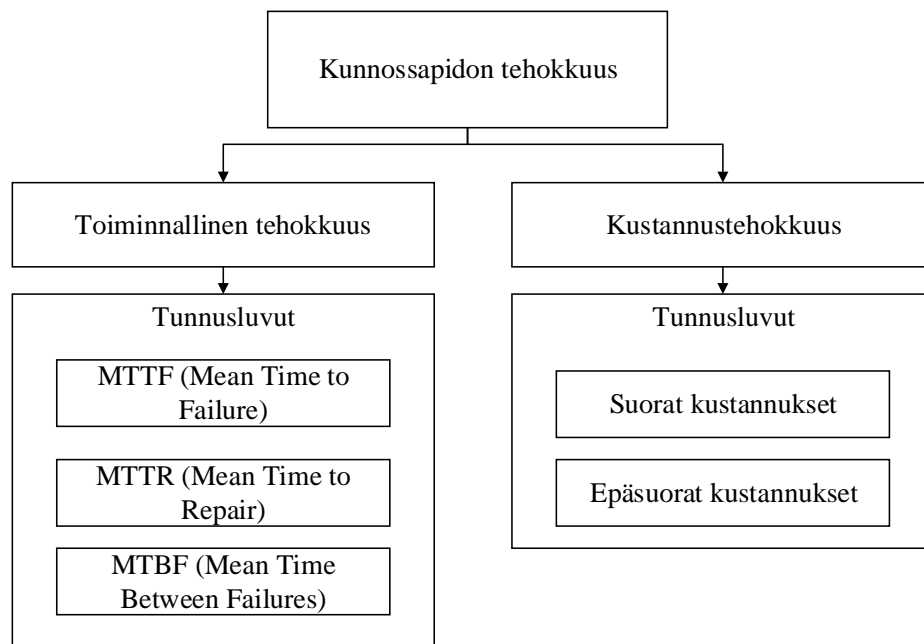 Kunnossapidon tehokkuus
Toiminnallinen tehokkuus
Kustannustehokkuus
Tunnusluvut
MTTF (Mean Time to
Failure)
MTTR (Mean Time to
Repair)
MTBF (Mean Time
Between Failures)
Tunnusluvut
Suorat kustannukset
Epäsuorat kustannukset